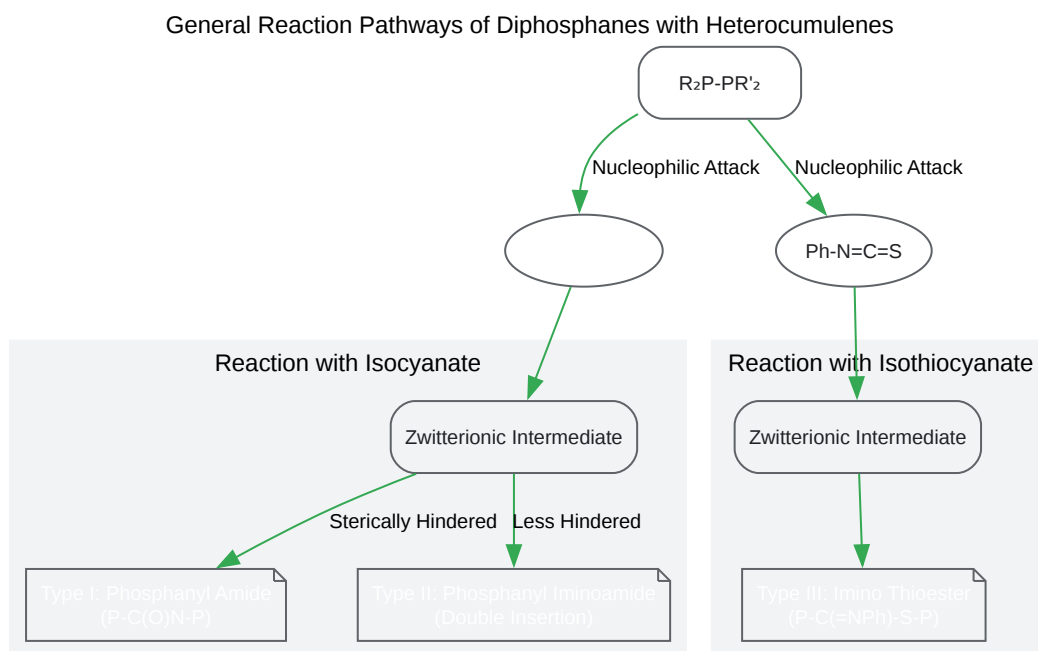 General Reaction Pathways of Diphosphanes with Heterocumulenes
R₂P-PR'₂
Nucleophilic Attack
Nucleophilic Attack
Ph-N=C=S
Reaction with Isocyanate
Reaction with Isothiocyanate
Zwitterionic Intermediate
Zwitterionic Intermediate
Sterically Hindered
Less Hindered
Type I: Phosphanyl Amide
(P-C(O)N-P)
Type II: Phosphanyl Iminoamide
(Double Insertion)
Type III: Imino Thioester
(P-C(=NPh)-S-P)